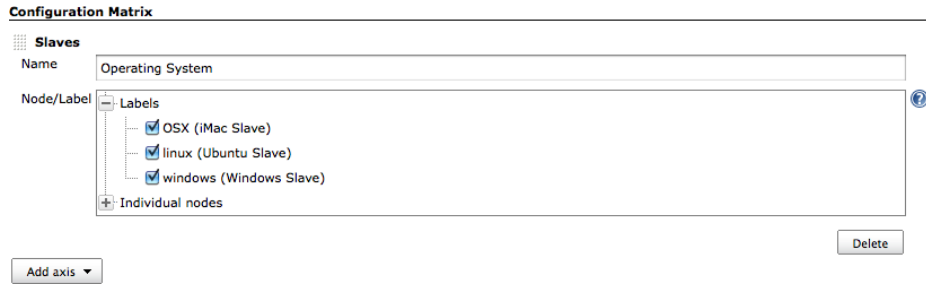 Configuration Matrix
Slaves
Name Operating System
Node/Label Labels
OSX (iMac Slave)
linux (Ubuntu Slave)
windows (Windows Slave)
Individual nodes
Delete
Add axis